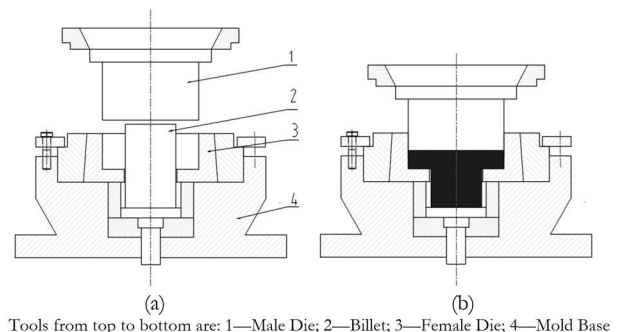 1
2
3
4
(a)
(b)
Tools from top to bottom are: 1—Male Die; 2—Billet; 3—Female Die; 4—Mold Base